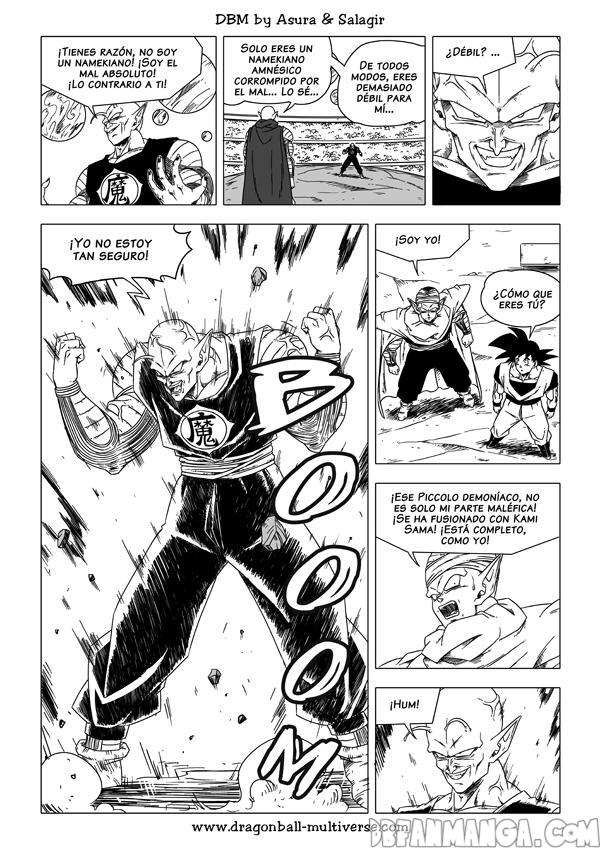 DBM by Asura & Salagir
¡TIENES RAZÓN, NO SOY
UN NAMEKIANO! ¡SOY EL
MAL ABSOLUTO!
¡LO CONTRARIO A TI!
SOLO ERES UN
NAMEKIANO
AMNÉSICO
CORROMPIDO POR
EL MAL... LO SÉ...
DE TODOS
MODOS, ERES
DEMASIADO
DÉBIL PARA
MÍ...
¿DÉBIL? ...
魔
¡YO NO ESTOY
TAN SEGURO!
魔
BOOOM
¡SOY YO!
¿CÓMO QUE
ERES TÚ?
¡ESE PICCOLO DEMONÍACO, NO
ES SOLO MI PARTE MALÉFICA!
¡SE HA FUSIONADO CON KAMI
SAMA! ¡ESTÁ COMPLETO,
COMO YO!
¡HUM!
www.dragonball-multiverse.com
DBFANMANGA.COM